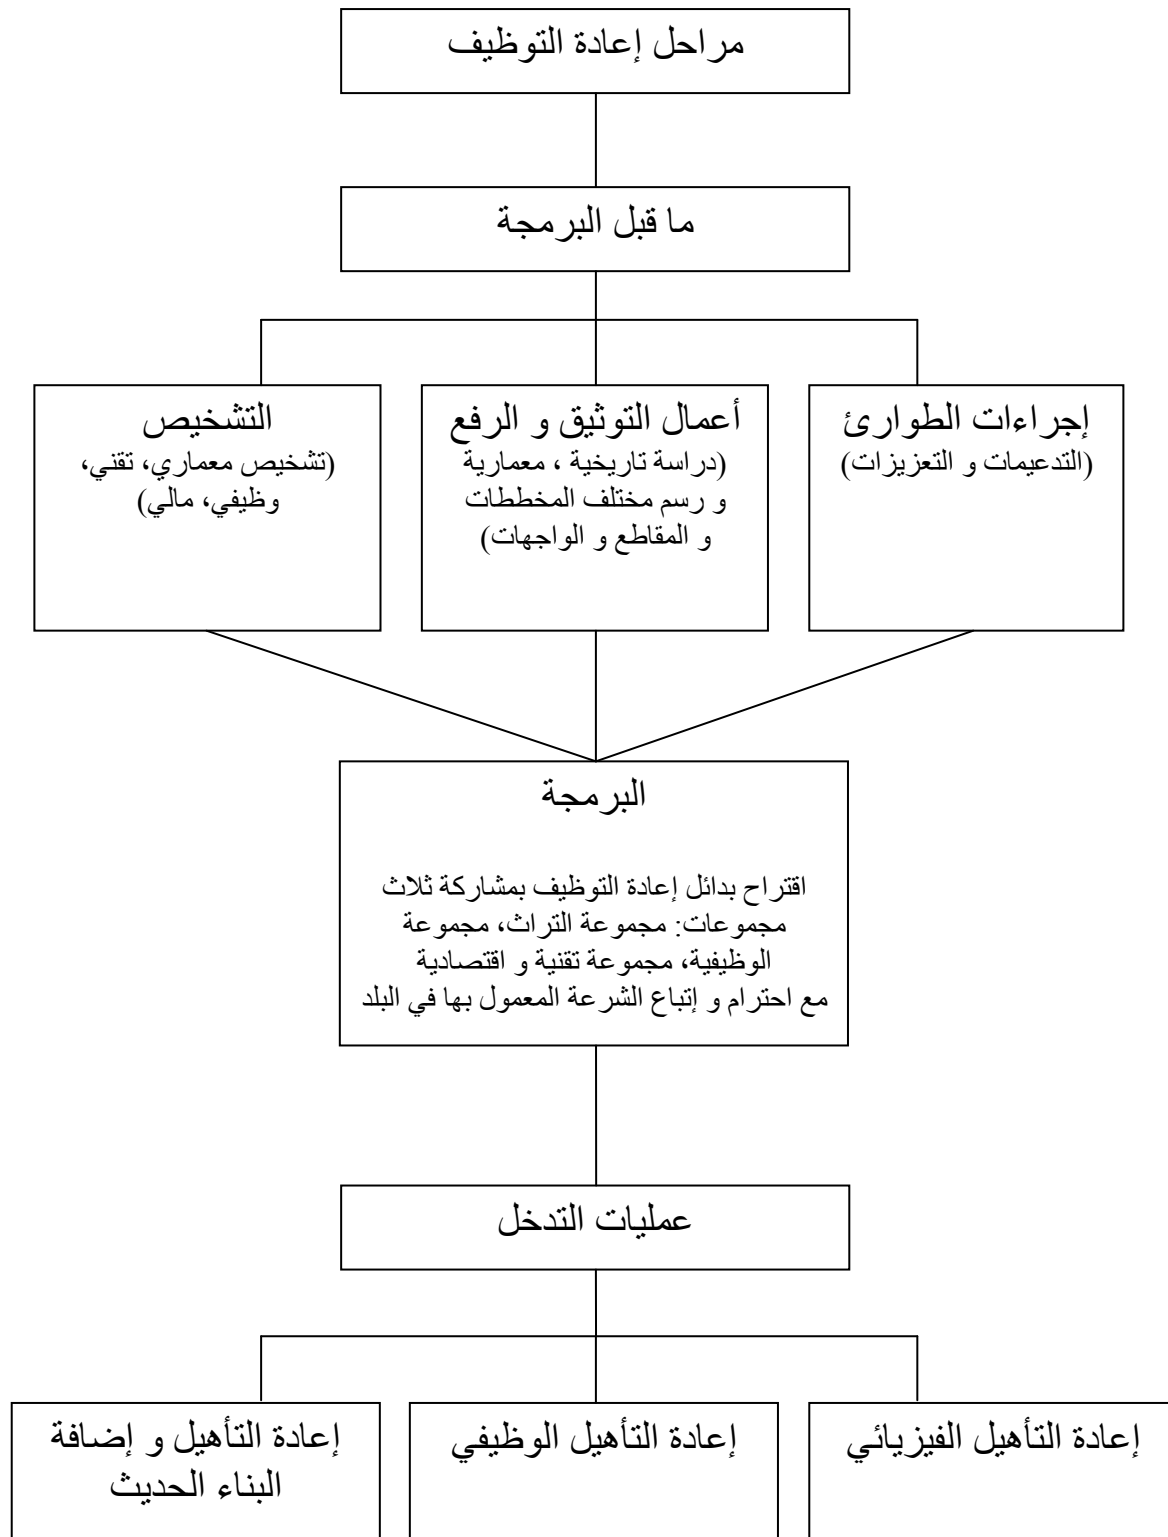 مراحل إعادة التوظيف
ما قبل البرمجة
إجراءات الطوارئ
(التدعيمات و التعزيزات)
أعمال التوثيق و الرفع
(دراسة تاريخية ، معمارية
و رسم مختلف المخططات
و المقاطع و الواجهات)
التشخيص
(تشخيص معماري، تقني،
وظيفي، مالي)
البرمجة
اقتراح بدائل إعادة التوظيف بمشاركة ثلاث
مجموعات: مجموعة التراث، مجموعة
الوظيفية، مجموعة تقنية و اقتصادية
مع احترام و إتباع الشرعة المعمول بها في البلد
عمليات التدخل
إعادة التأهيل الفيزيائي
إعادة التأهيل الوظيفي
إعادة التأهيل و إضافة
البناء الحديث